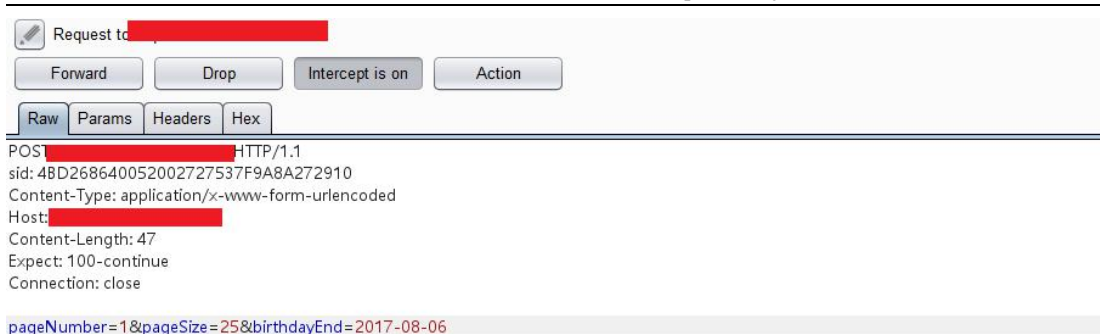 Request to
Forward Drop Intercept is on Action
Raw Params Headers Hex
POST HTTP/1.1
sid: 4BD268640052002727537F9A8A272910
Content-Type: application/x-www-form-urlencoded
Host:
Content-Length: 47
Expect: 100-continue
Connection: close
pageNumber=1&pageSize=25&birthdayEnd=2017-08-06